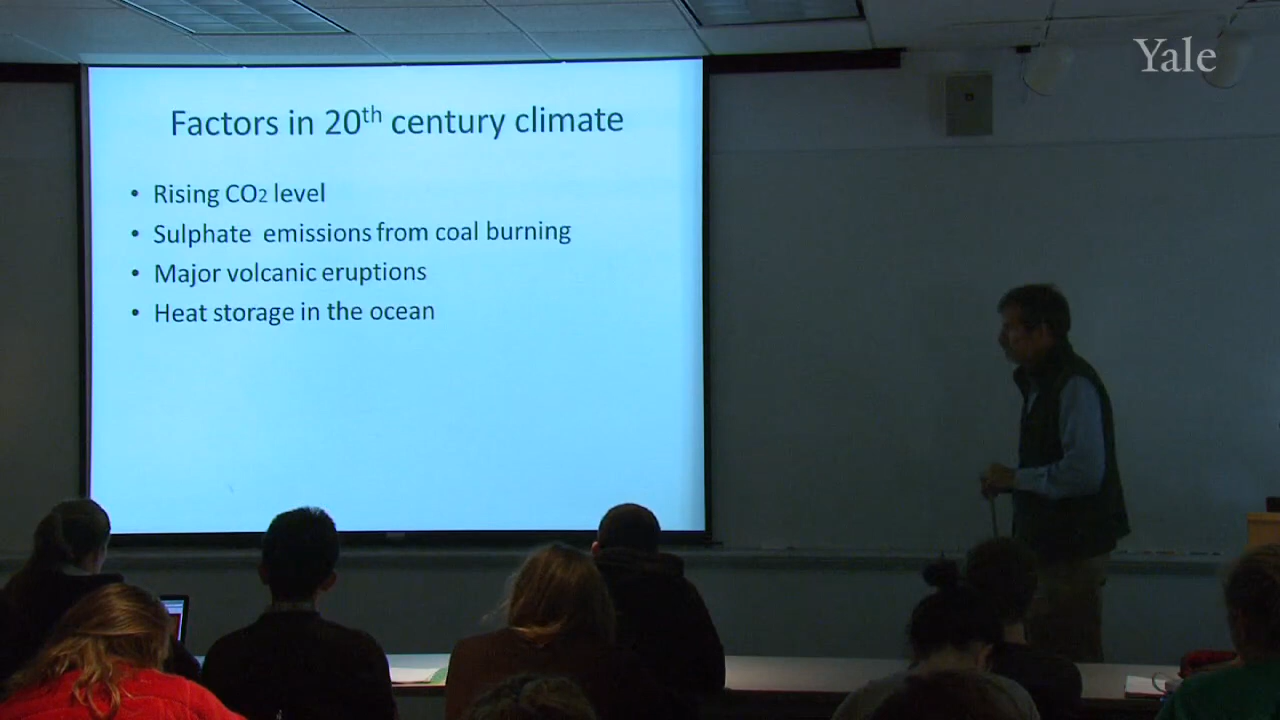 Yale
Factors in 20th century climate
• Rising CO2 level
• Sulphate emissions from coal burning
• Major volcanic eruptions
• Heat storage in the ocean